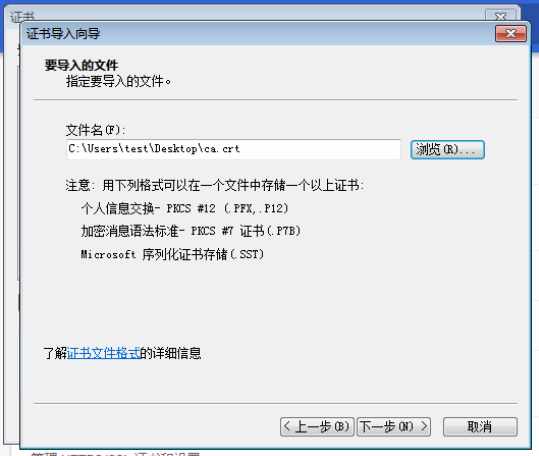 证书
证书导入向导
要导入的文件
指定要导入的文件。
文件名(F):
C:\Users\test\Desktop\ca.crt
浏览(R)...
注意: 用下列格式可以在一个文件中存储一个以上证书:
个人信息交换- PKCS #12 (.PFX,.P12)
加密消息语法标准- PKCS #7 证书(.P7B)
Microsoft 序列化证书存储(.SST)
了解证书文件格式的详细信息
< 上一步(B) 下一步(N) > 取消